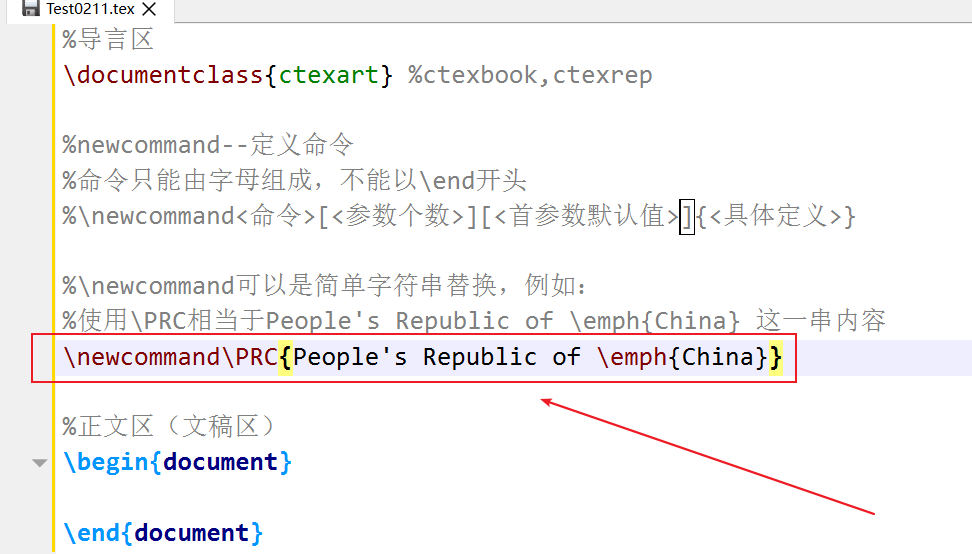 Test0211.tex
%导言区
\documentclass{ctexart} %ctexbook,ctexrep
%newcommand--定义命令
%命令只能由字母组成，不能以\end开头
%\newcommand<命令>[<参数个数>][<首参数默认值>]{<具体定义>}
%\newcommand可以是简单字符串替换，例如：
%使用\PRC相当于People's Republic of \emph{China} 这一串内容
\newcommand\PRC{People's Republic of \emph{China}}
%正文区（文稿区）
\begin{document}
\end{document}